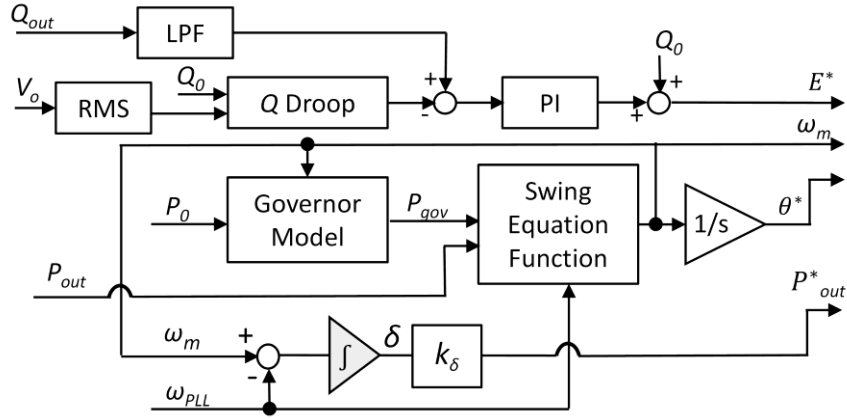 Q_out
LPF
Q_0
V_o
Q_0
+
E*
RMS
Q Droop
-
PI
+
+
ω_m
P_0
Governor
Model
P_gov
Swing
Equation
Function
1/s
θ*
P_out
P*_out
ω_m
+
∫
δ
k_δ
-
ω_PLL